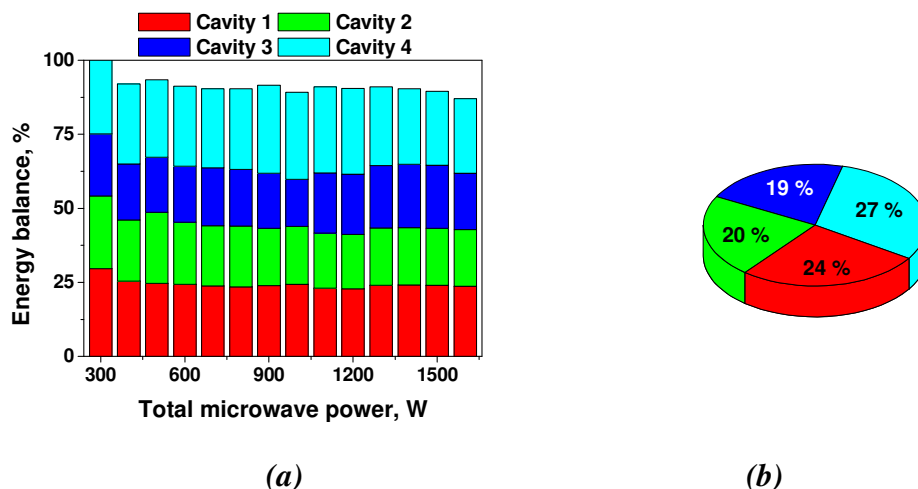 Cavity 1 Cavity 2
Cavity 3 Cavity 4
100
75
50
25
0
Energy balance, %
300 600 900 1200 1500
Total microwave power, W
19 %
27 %
20 %
24 %
(a) (b)